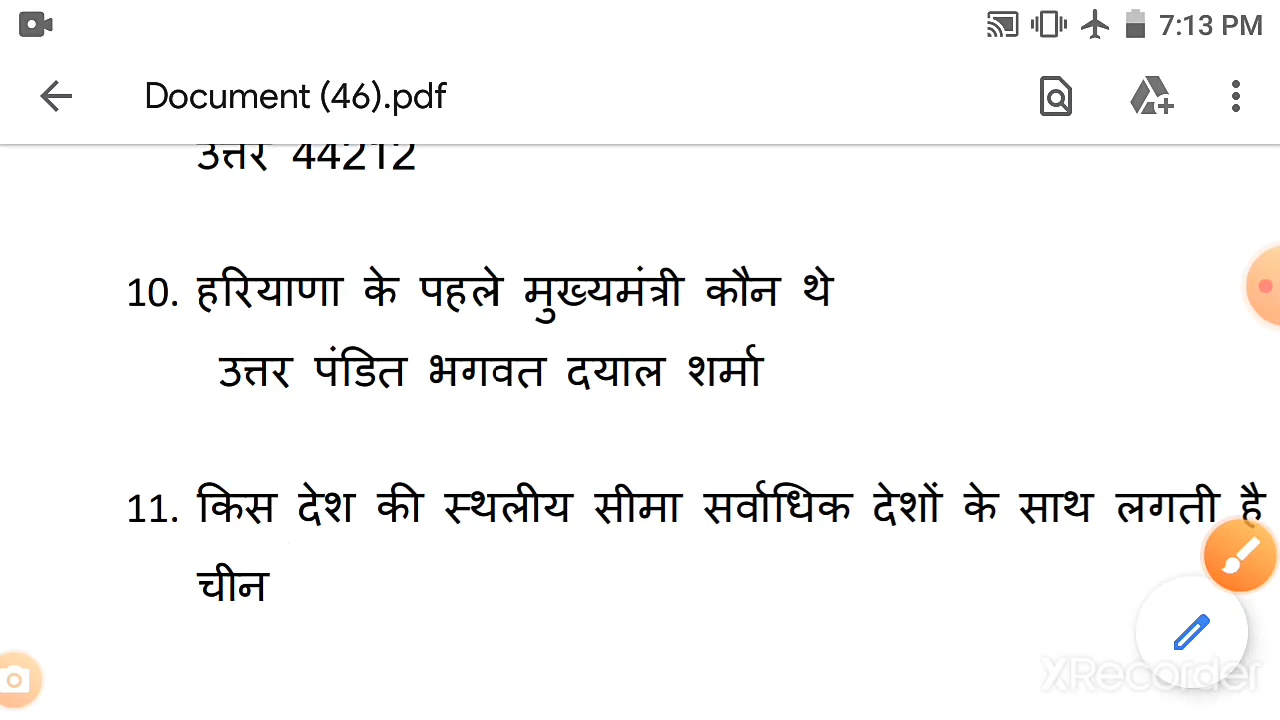 7:13 PM
Document (46).pdf
उत्तर 44212
10. हरियाणा के पहले मुख्यमंत्री कौन थे
उत्तर पंडित भगवत दयाल शर्मा
11. किस देश की स्थलीय सीमा सर्वाधिक देशों के साथ लगती है
चीन
XRecorder